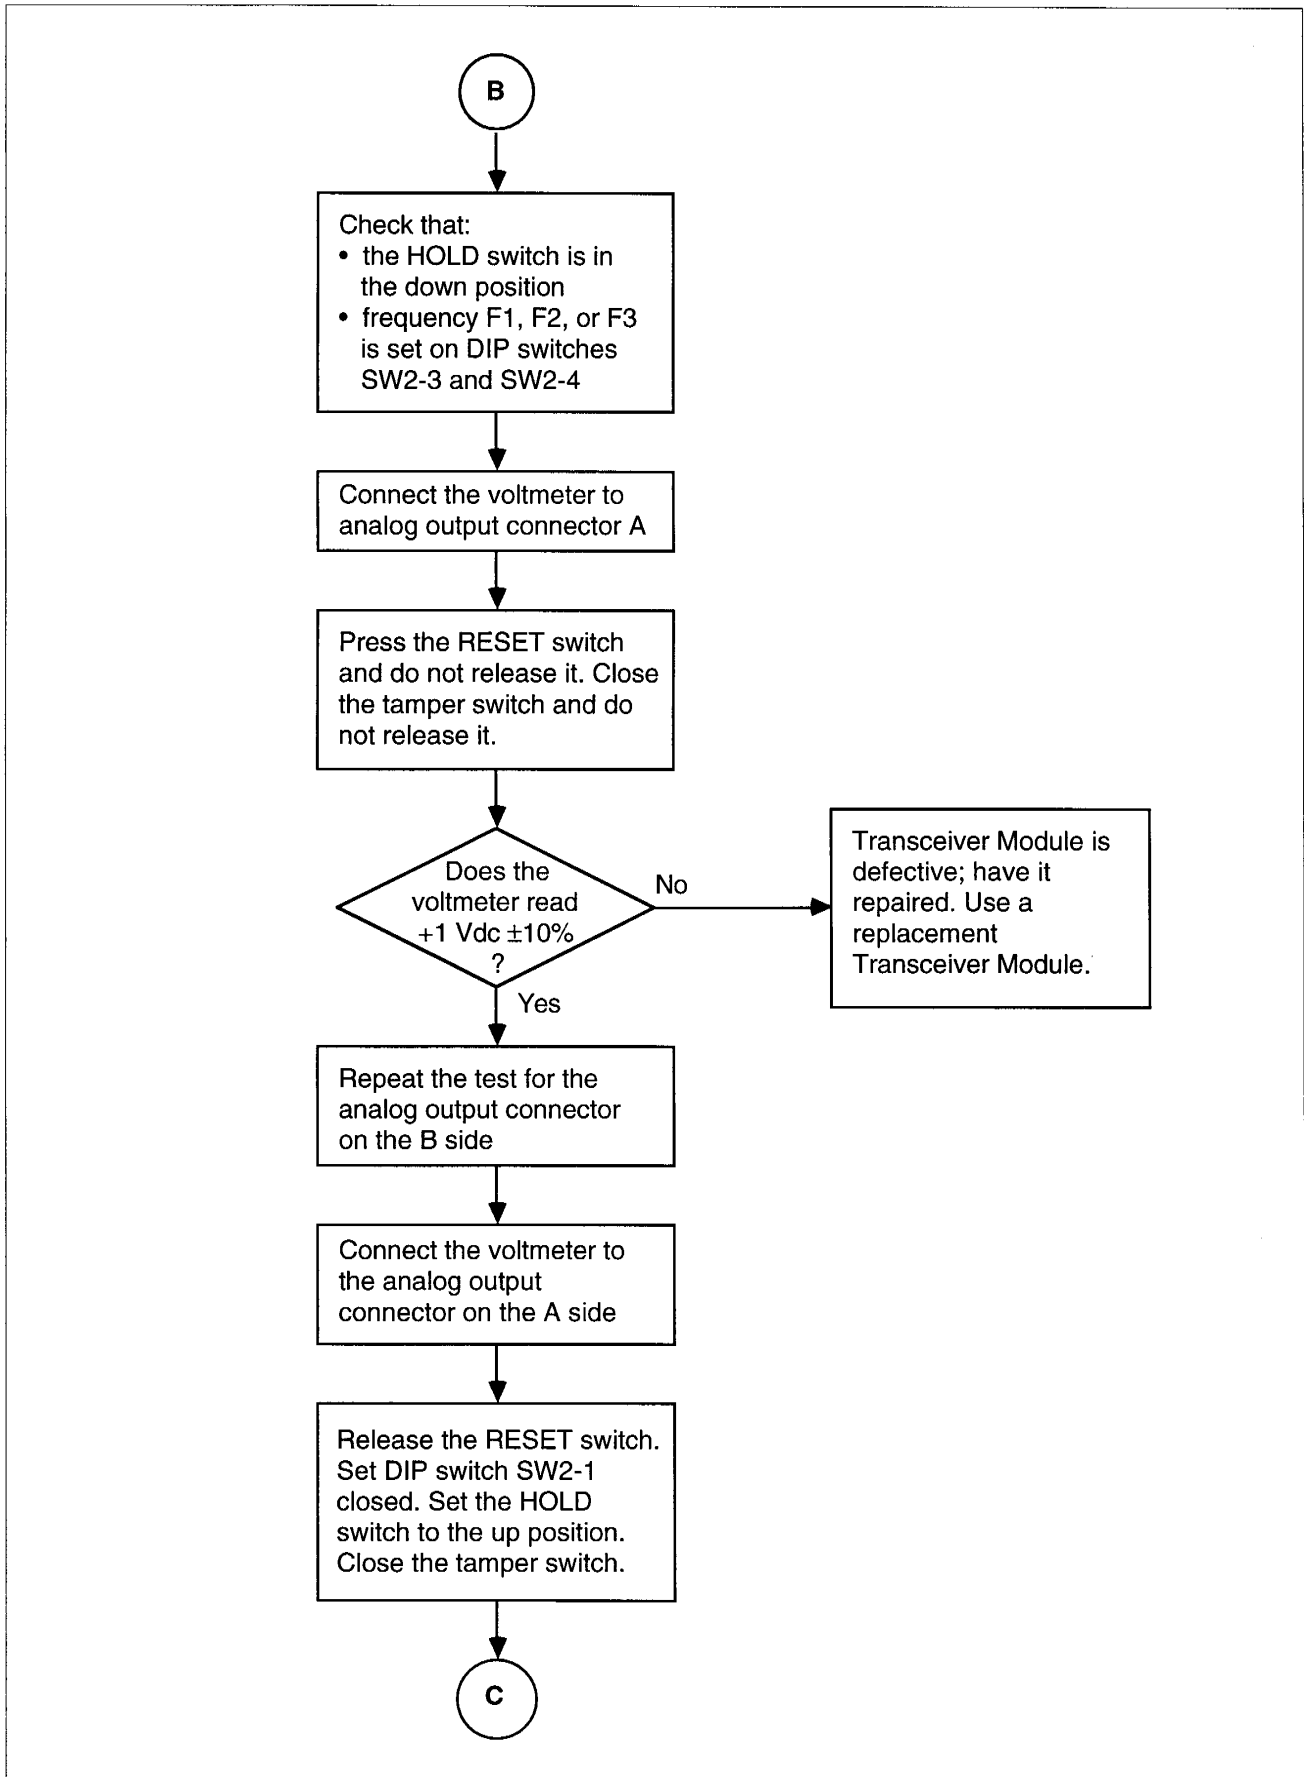 B
Check that:
• the HOLD switch is in
the down position
• frequency F1, F2, or F3
is set on DIP switches
SW2-3 and SW2-4
Connect the voltmeter to
analog output connector A
Press the RESET switch
and do not release it. Close
the tamper switch and do
not release it.
Does the
voltmeter read
+1 Vdc ±10%
?
No
Transceiver Module is
defective; have it
repaired. Use a
replacement
Transceiver Module.
Yes
Repeat the test for the
analog output connector
on the B side
Connect the voltmeter to
the analog output
connector on the A side
Release the RESET switch.
Set DIP switch SW2-1
closed. Set the HOLD
switch to the up position.
Close the tamper switch.
C